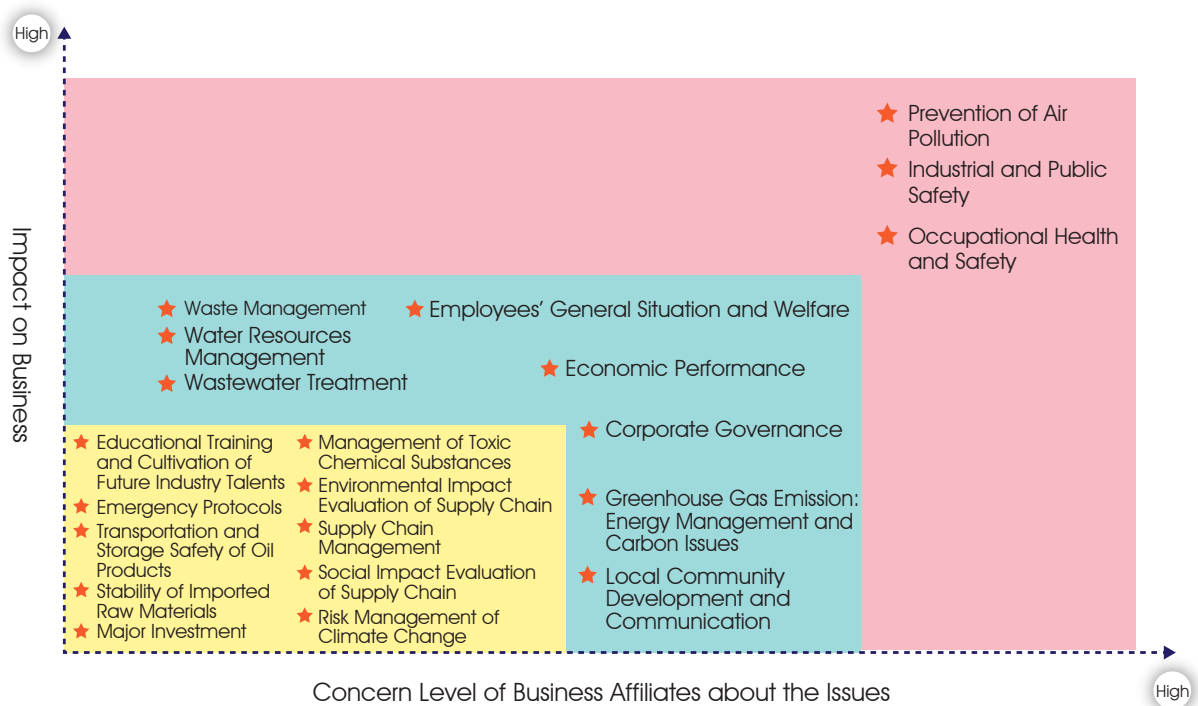 High
Impact on Business
Prevention of Air
Pollution
Industrial and Public
Safety
Occupational Health
and Safety
Waste Management
Water Resources
Management
Wastewater Treatment
Employees’ General Situation and Welfare
Economic Performance
Corporate Governance
Greenhouse Gas Emission:
Energy Management and
Carbon Issues
Local Community
Development and
Communication
Educational Training
and Cultivation of
Future Industry Talents
Emergency Protocols
Transportation and
Storage Safety of Oil
Products
Stability of Imported
Raw Materials
Major Investment
Management of Toxic
Chemical Substances
Environmental Impact
Evaluation of Supply Chain
Supply Chain
Management
Social Impact Evaluation
of Supply Chain
Risk Management of
Climate Change
Concern Level of Business Affiliates about the Issues
High